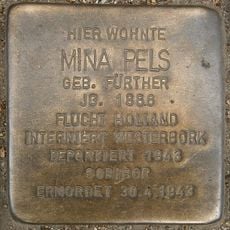 HIER WOHNTE
MINA PELS
GEB. FÜRTHER
JG. 1886
FLUCHT HOLLAND
INTERNIERT WESTERBORK
DEPORTIERT 1943
SOBIBOR
ERMORDET 30.4.1943